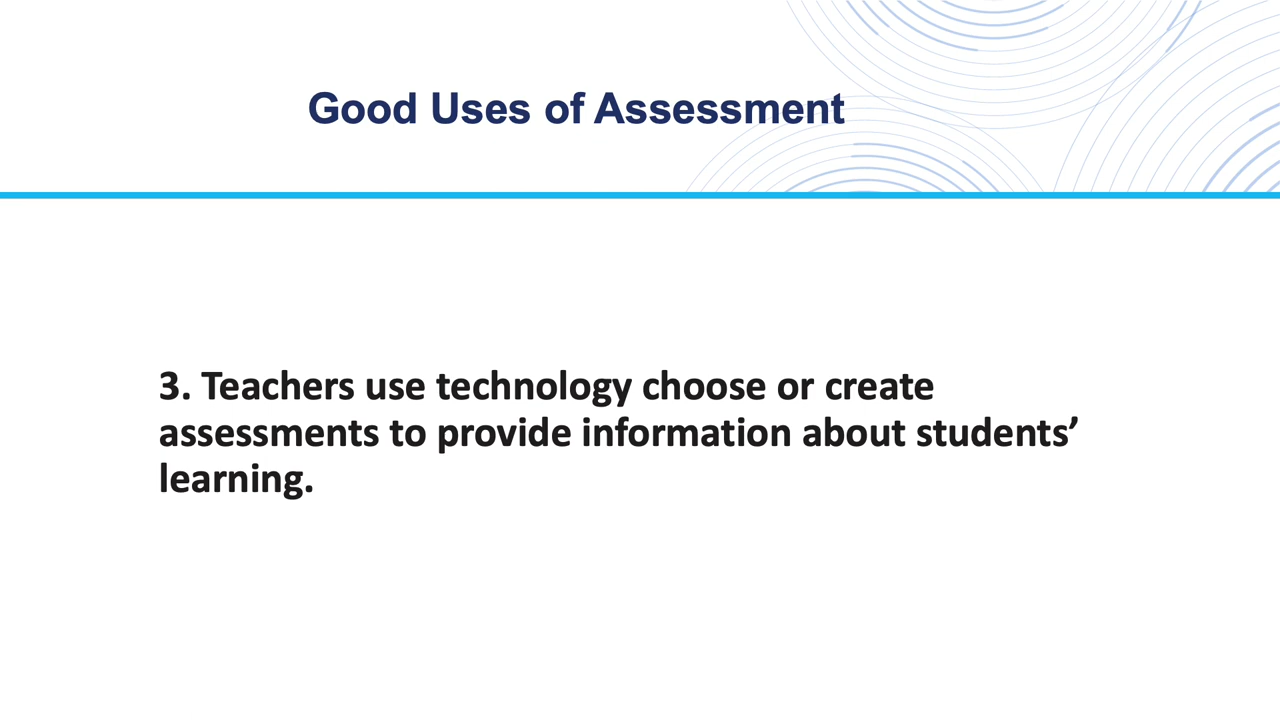 Good Uses of Assessment
3. Teachers use technology choose or create
assessments to provide information about students’
learning.